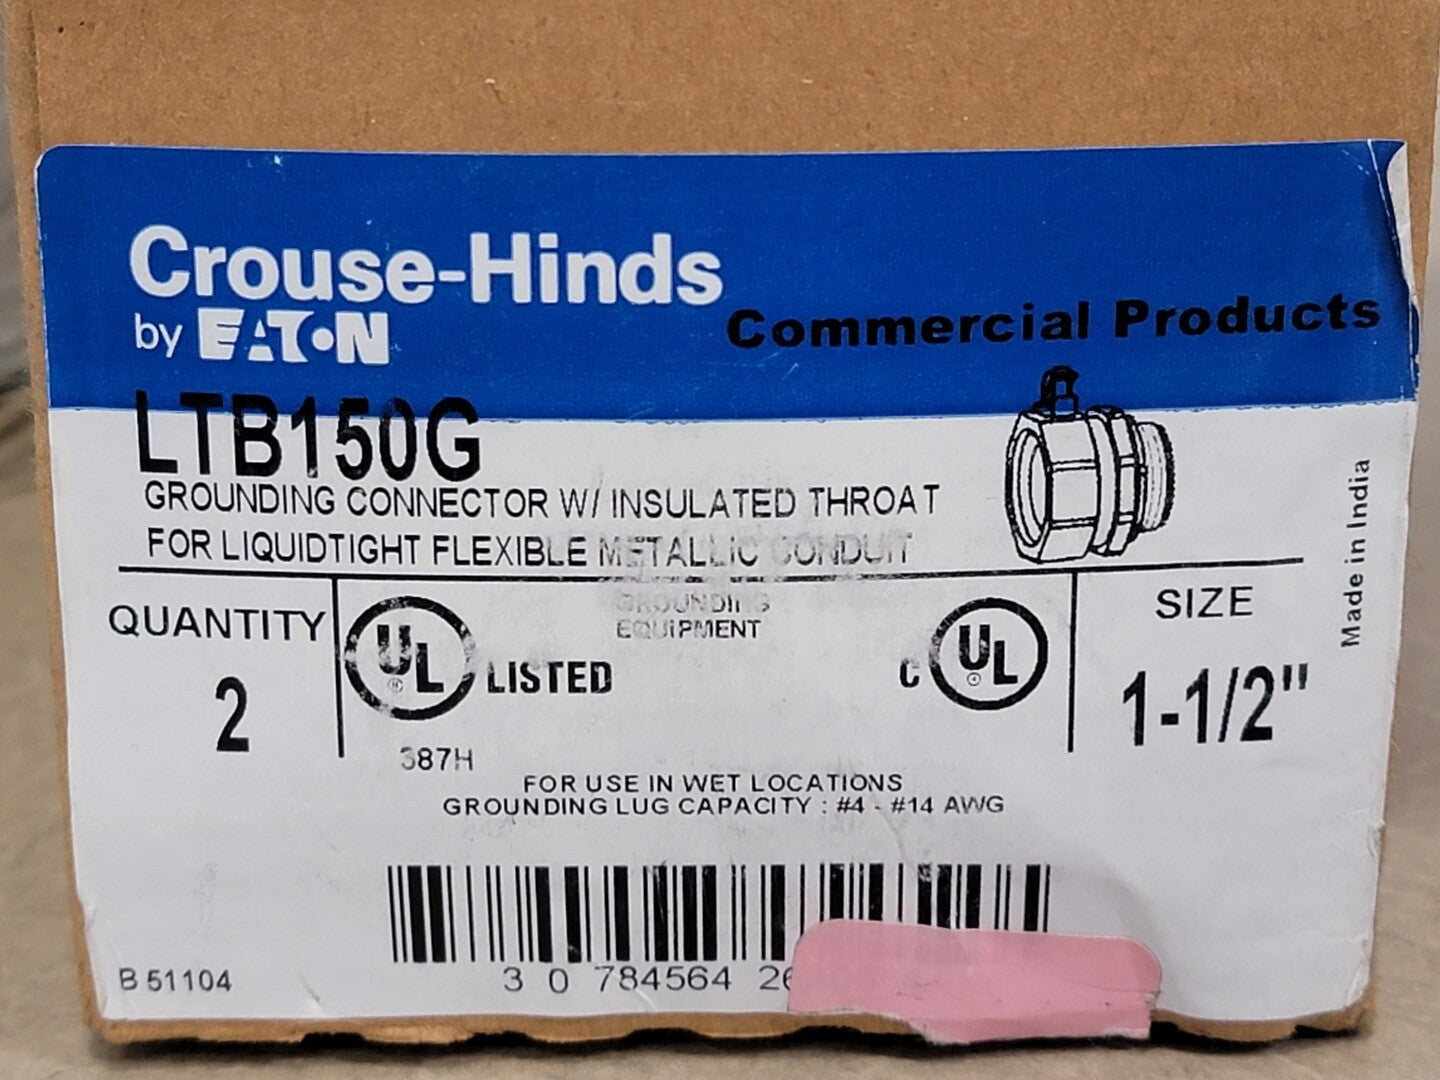 Crouse-Hinds
by EATON
Commercial Products
LTB150G
GROUNDING CONNECTOR W/ INSULATED THROAT
FOR LIQUIDTIGHT FLEXIBLE METALLIC CONDUIT
Made in India
QUANTITY
2
UL LISTED
387H
GROUNDING
EQUIPMENT
C UL
SIZE
1-1/2"
FOR USE IN WET LOCATIONS
GROUNDING LUG CAPACITY : #4 - #14 AWG
3 0 784564
B 51104